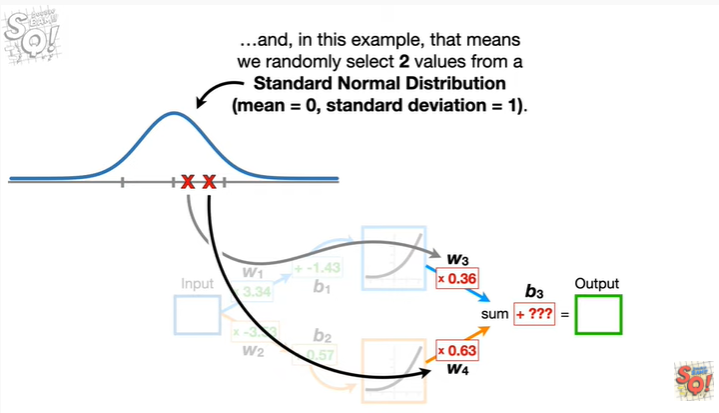 ...and, in this example, that means
we randomly select 2 values from a
Standard Normal Distribution
(mean = 0, standard deviation = 1).
W3
x 0.36
W1
+ -1.43
b1
3.34
Input
b3
Output
sum + ??? =
b2
W2
0.57
x 0.63
W4
SQ!